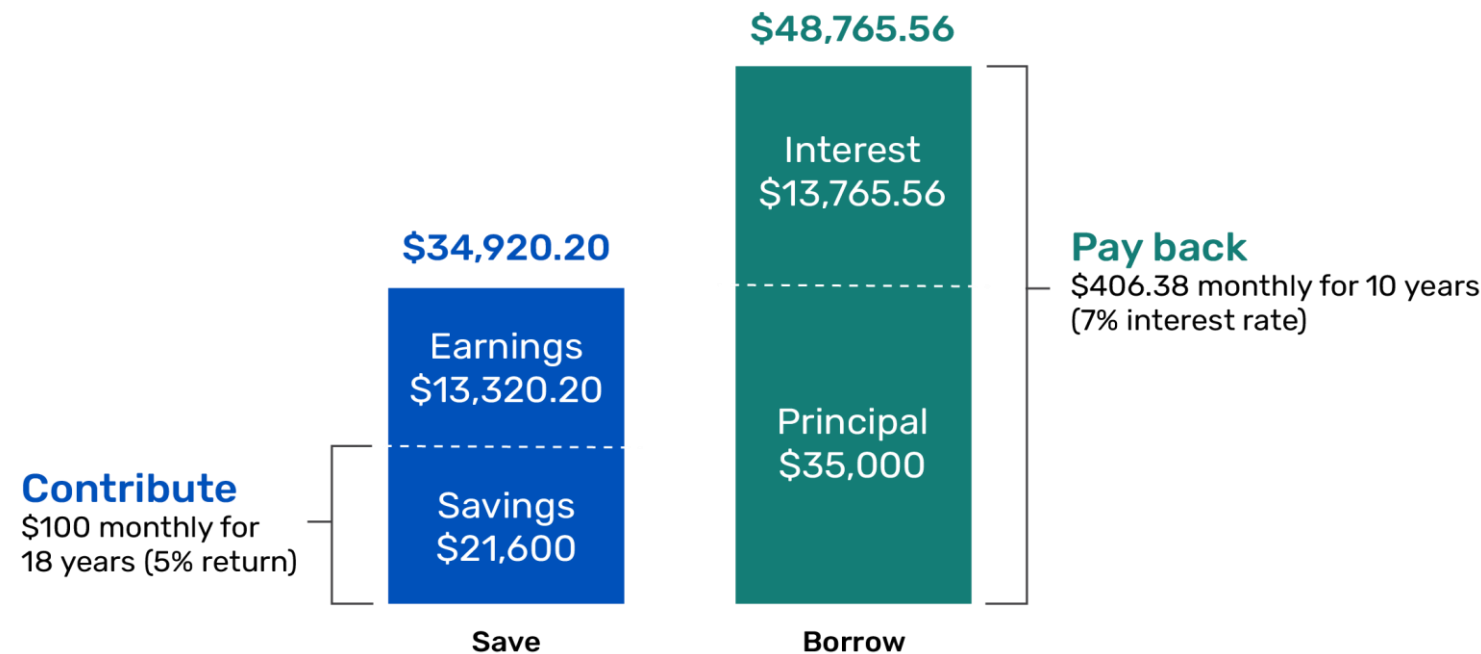 $48,765.56
Interest
$13,765.56
$34,920.20
Pay back
$406.38 monthly for 10 years
(7% interest rate)
Earnings
$13,320.20
Principal
$35,000
Contribute
$100 monthly for
18 years (5% return)
Savings
$21,600
Save
Borrow